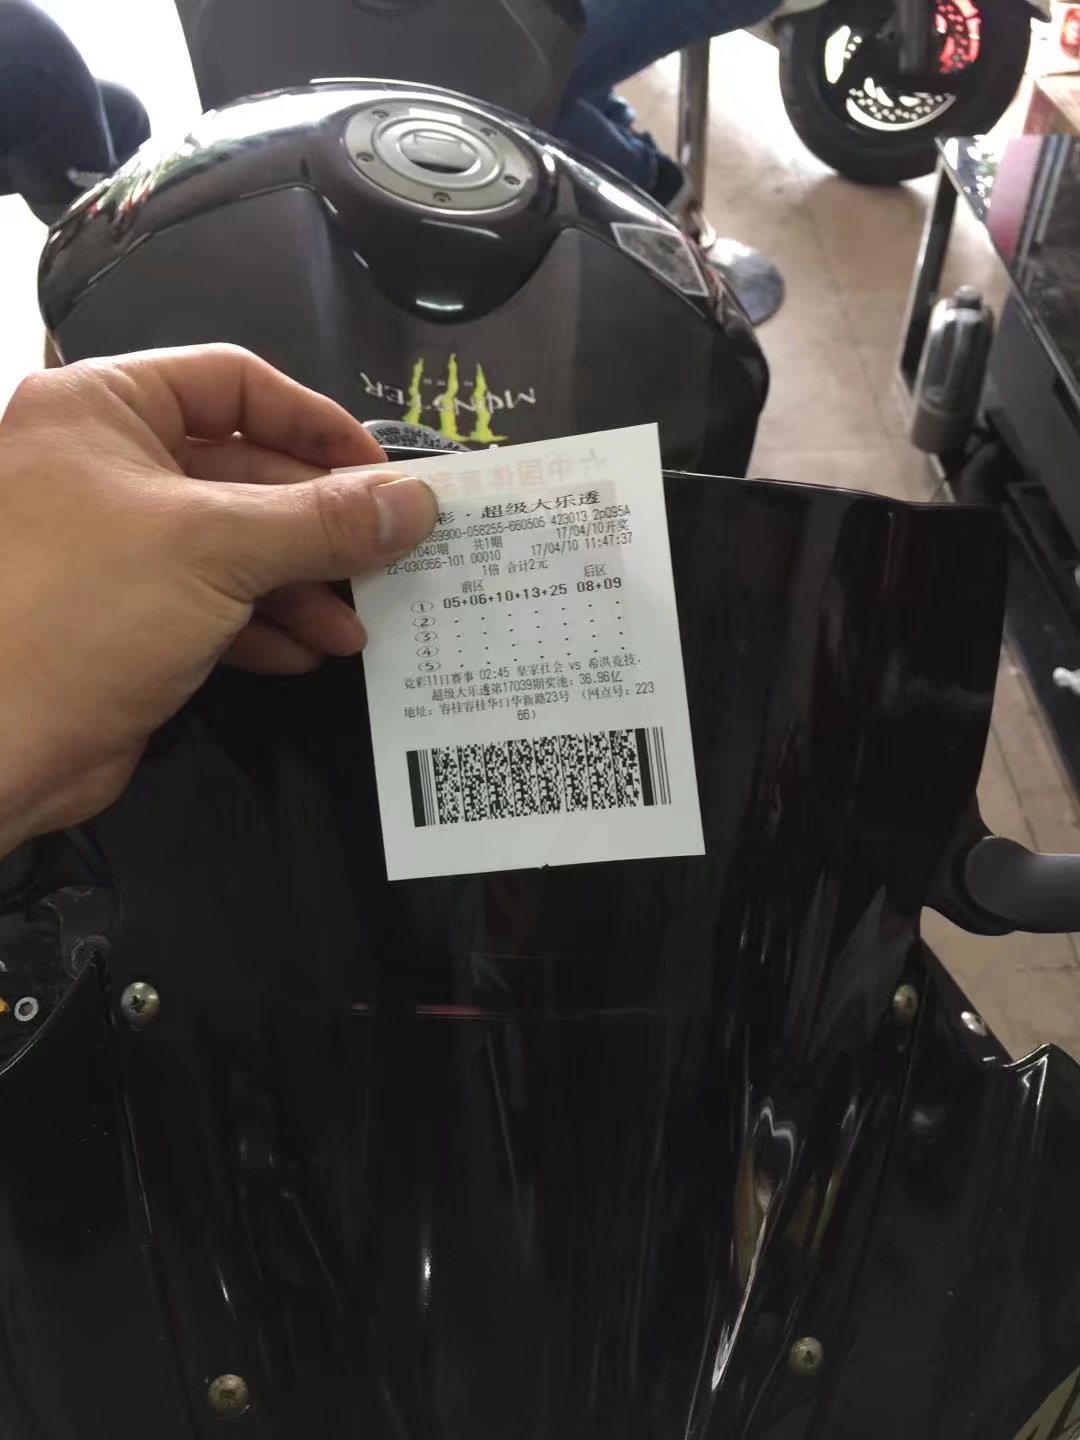 MONSTER
中国体育
彩·超级大乐透
89900-058255-660505 423013 2pQ95A
17040期 共1期 17/04/10开奖
22-030366-101 00010 17/04/10 11:47:37
1倍 合计2元
前区 后区
① 05+06+10+13+25 08+09
②
③
④
⑤
竞彩11日赛事 02:45 皇家社会 vs 希洪竞技,
超级大乐透第17039期奖池: 36.96亿
地址: 容桂容桂华口华新路23号 (网点号: 223
66)